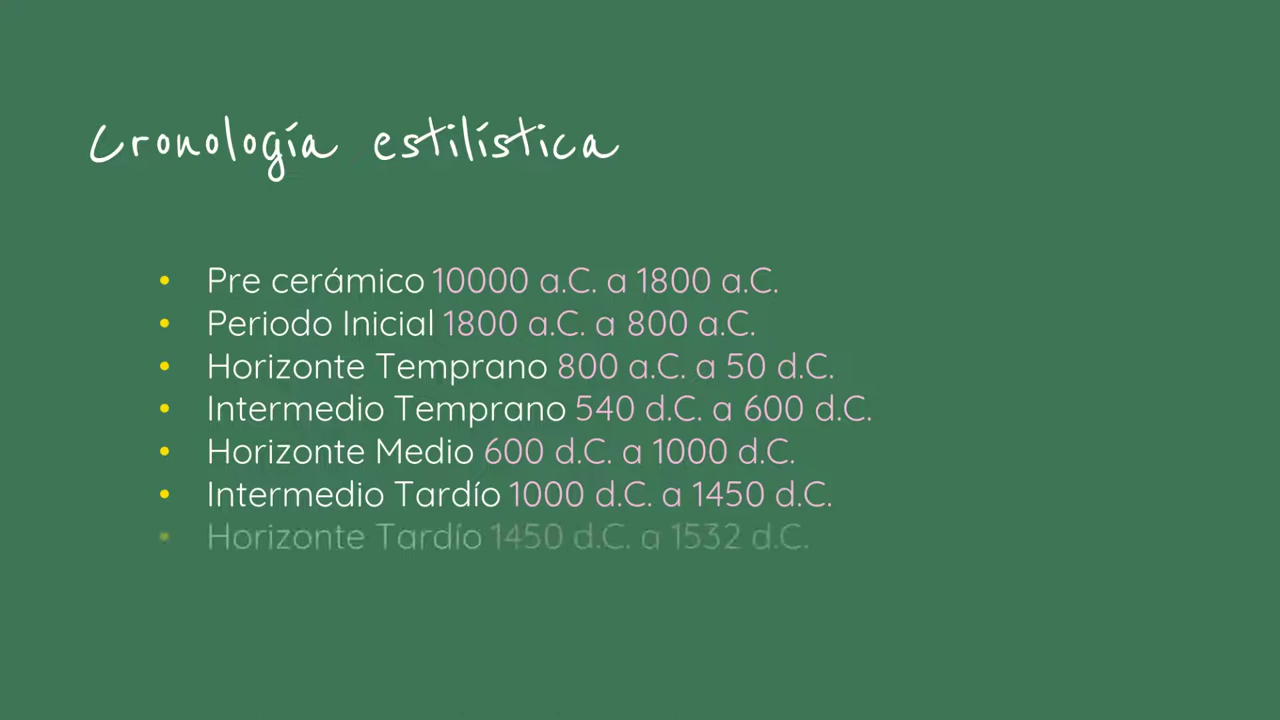 Cronología estilística
• Pre cerámico 10000 a.C. a 1800 a.C.
• Periodo Inicial 1800 a.C. a 800 a.C.
• Horizonte Temprano 800 a.C. a 50 d.C.
• Intermedio Temprano 540 d.C. a 600 d.C.
• Horizonte Medio 600 d.C. a 1000 d.C.
• Intermedio Tardío 1000 d.C. a 1450 d.C.
• Horizonte Tardío 1450 d.C. a 1532 d.C.